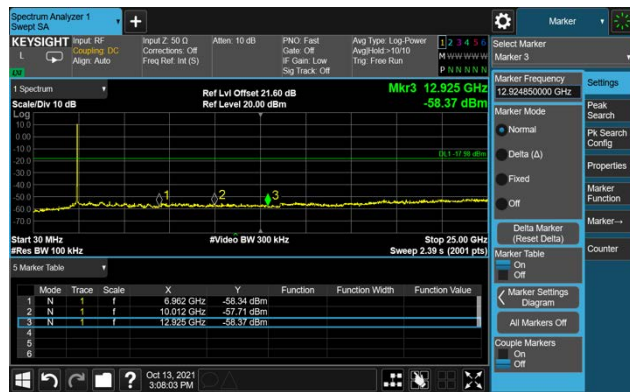 Spectrum Analyzer 1
Swept SA
Marker
KEYSIGHT
L
Input: RF
Coupling: DC
Align: Auto
Input Z: 50 Ω
Corrections: Off
Freq Ref: Int (S)
Atten: 10 dB
PNO: Fast
Gate: Off
IF Gain: Low
Sig Track: Off
Avg Type: Log-Power
Avg|Hold:>10/10
Trig: Free Run
1 2 3 4 5 6
M W W W W W
P N N N N N
Select Marker
Marker 3
1 Spectrum
Scale/Div 10 dB
Ref Lvl Offset 21.60 dB
Ref Level 20.00 dBm
Mkr3 12.925 GHz
-58.37 dBm
Log
10.0
0.00
-10.0
-20.0
-30.0
-40.0
-50.0
-60.0
-70.0
1
2
3
Start 30 MHz
#Res BW 100 kHz
#Video BW 300 kHz
Stop 25.00 GHz
Sweep 2.39 s (2001 pts)
5 Marker Table
Mode Trace Scale X Y Function Function Width Function Value
1 N 1 f 6.962 GHz -58.34 dBm
2 N 1 f 10.012 GHz -57.71 dBm
3 N 1 f 12.925 GHz -58.37 dBm
4
5
6
Oct 13, 2021
3:08:03 PM
Marker Frequency
12.924850000 GHz
Marker Mode
Normal
Delta (Δ)
Fixed
Off
Delta Marker
(Reset Delta)
Marker Table
On
Off
Marker Settings
Diagram
All Markers Off
Couple Markers
On
Off
Settings
Peak
Search
Pk Search
Config
Properties
Marker
Function
Marker→
Counter